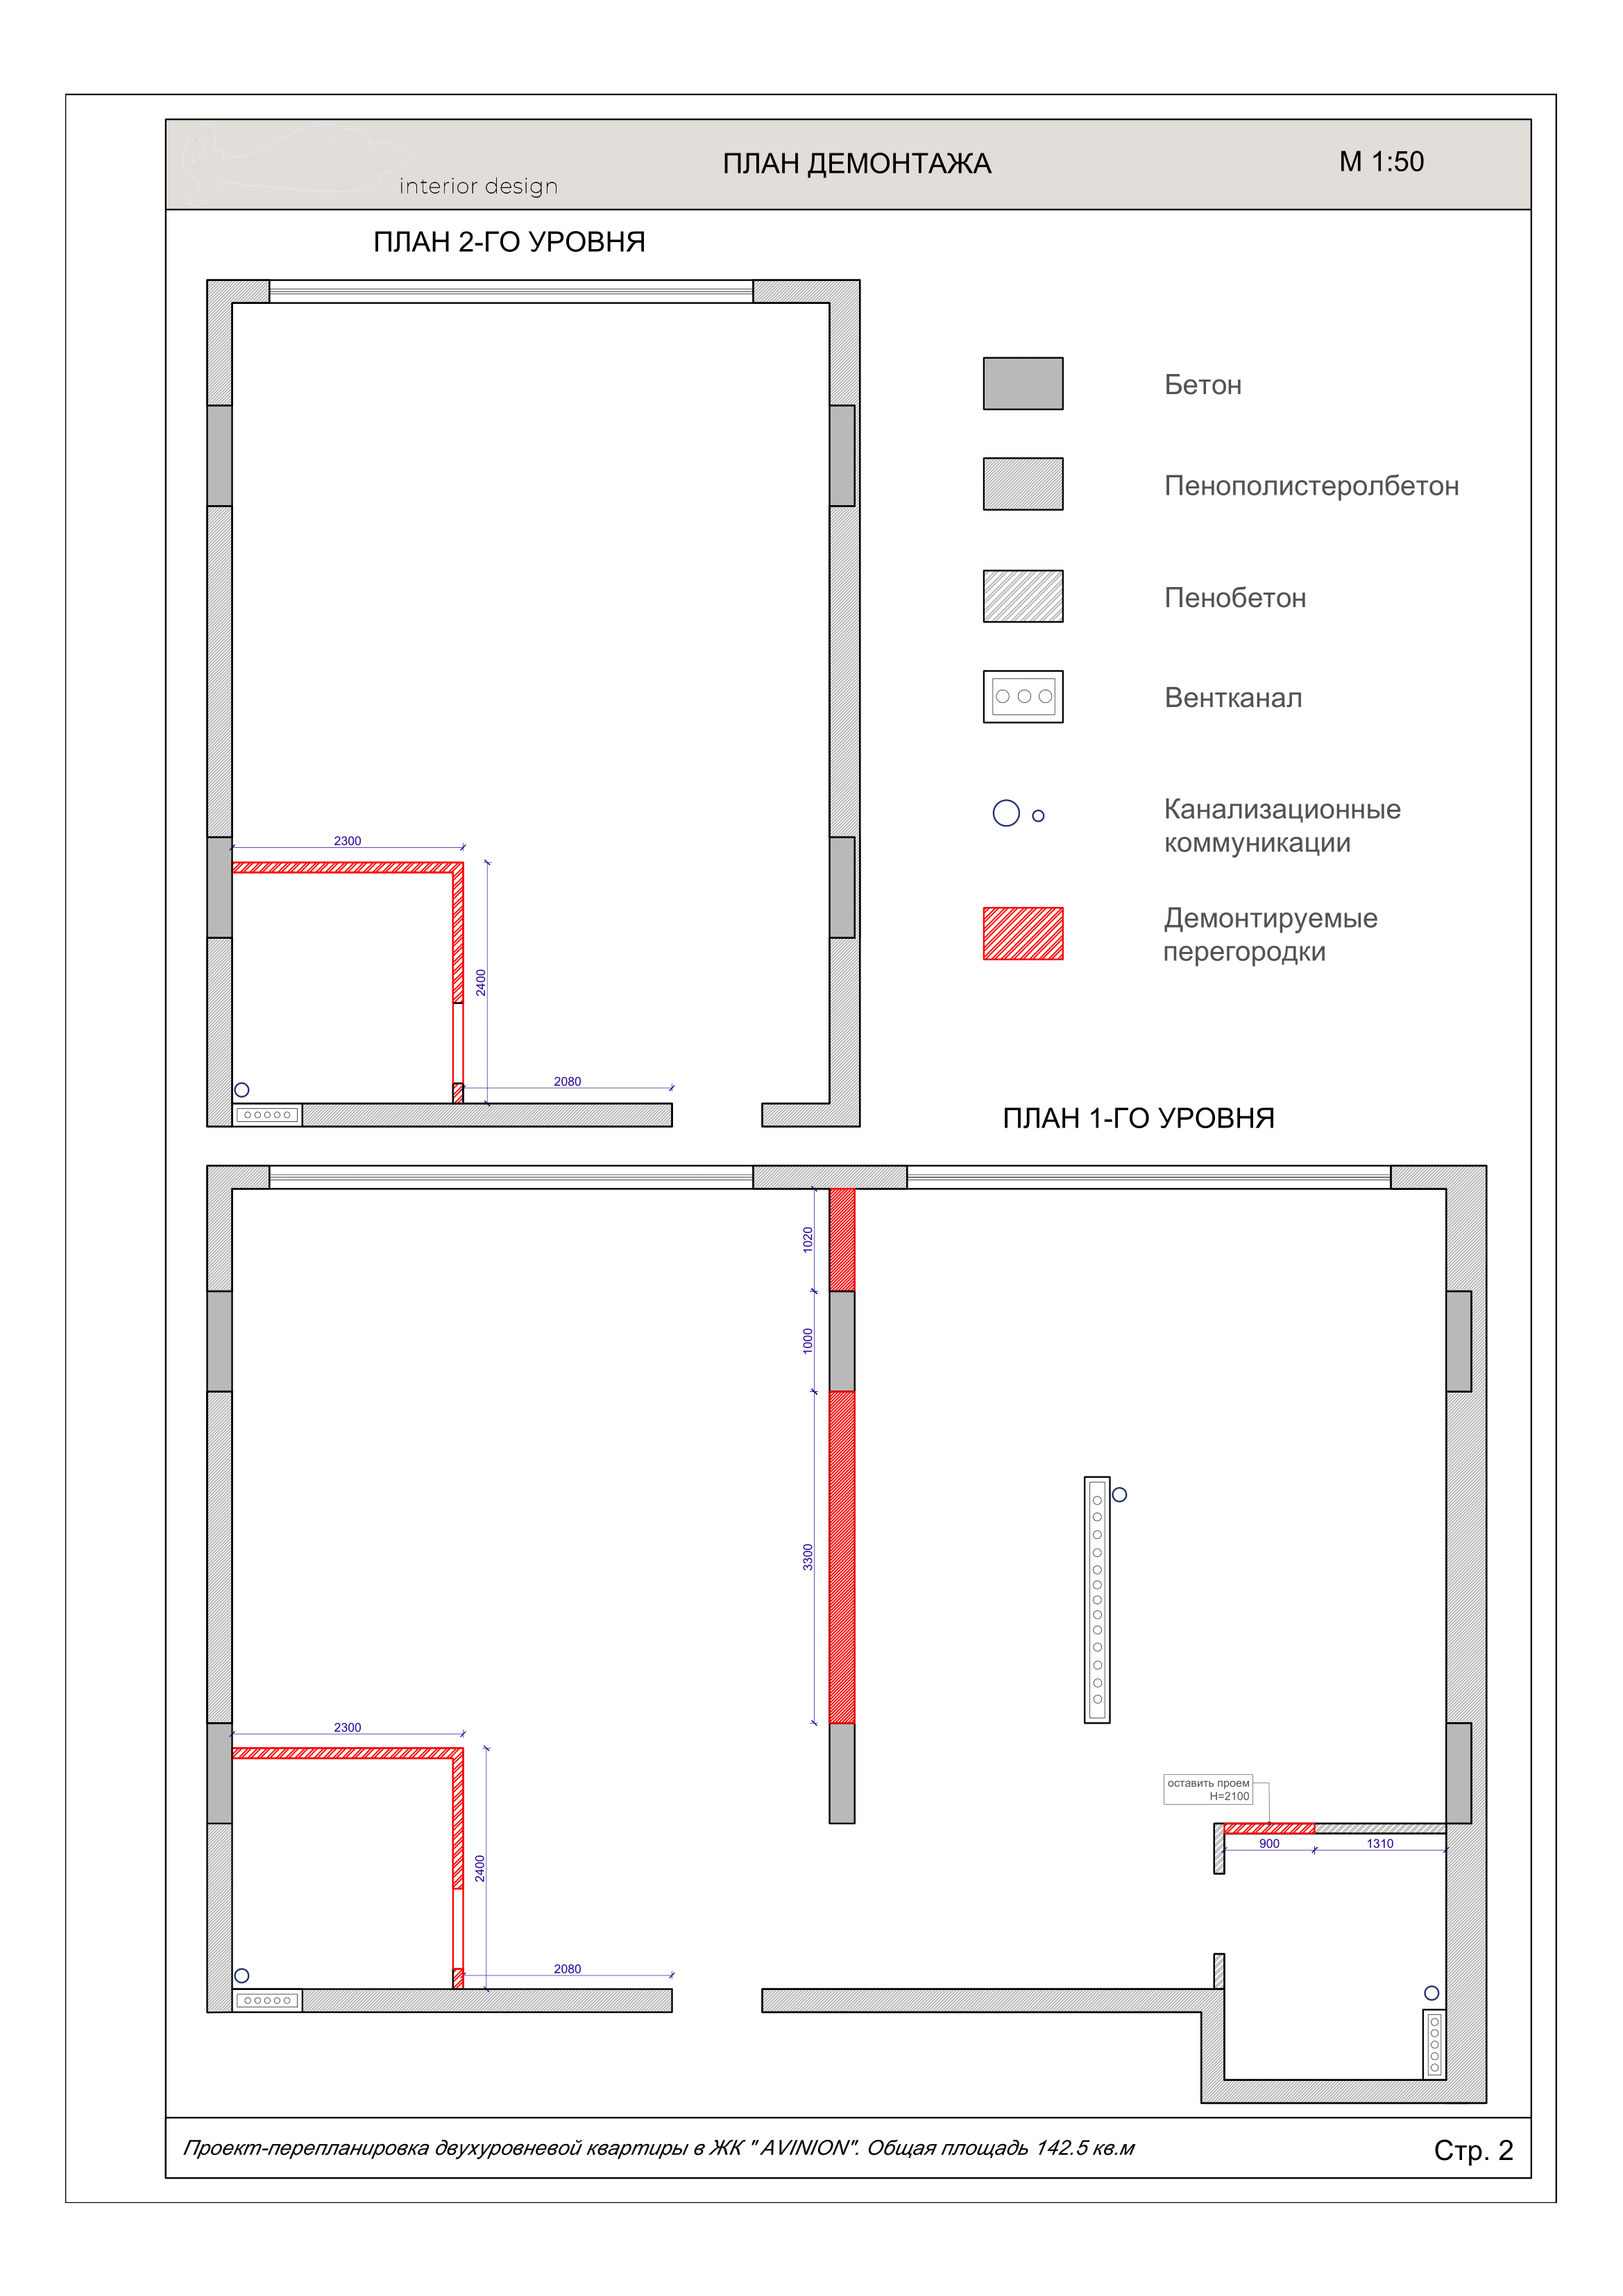 interior design
ПЛАН ДЕМОНТАЖА
М 1:50
ПЛАН 2-ГО УРОВНЯ
Бетон
Пенополистеролбетон
Пенобетон
Вентканал
Канализационные
коммуникации
Демонтируемые
перегородки
2300
2400
2080
ПЛАН 1-ГО УРОВНЯ
1020
1000
3300
2300
2400
2080
оставить проем
Н=2100
900
1310
Проект-перепланировка двухуровневой квартиры в ЖК " AVINION". Общая площадь 142.5 кв.м
Стр. 2